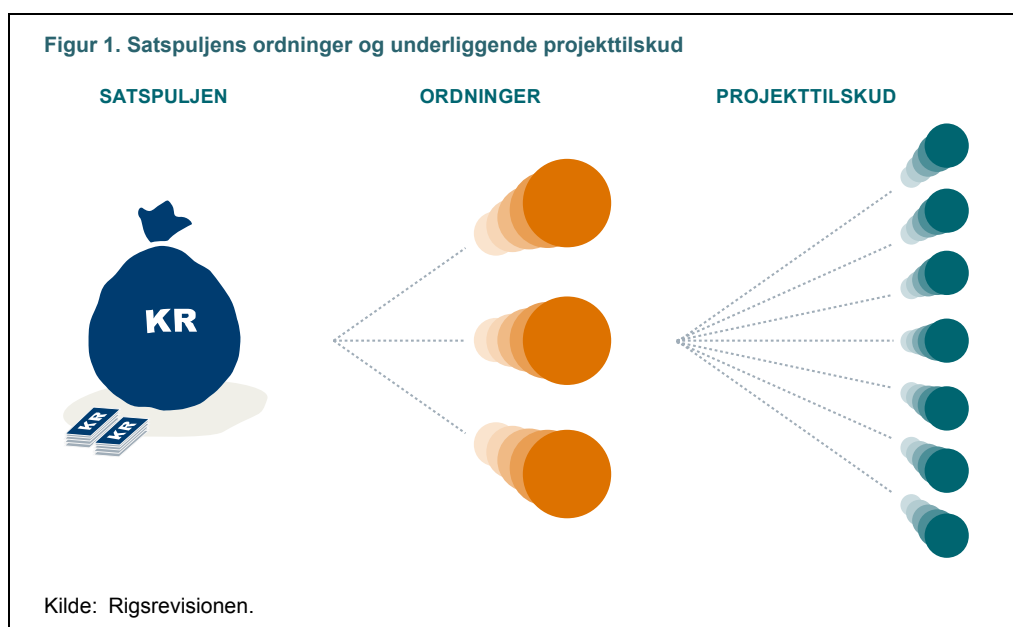 Figur 1. Satspuljens ordninger og underliggende projekttilskud
SATSPULJEN
ORDNINGER
PROJEKTTILSKUD
KR
KR
KR
Kilde: Rigsrevisionen.